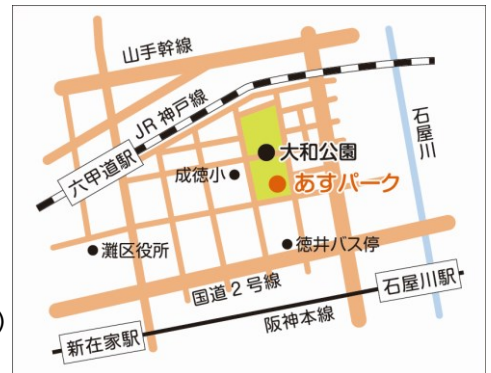 山手幹線
JR神戸線
石屋川
六甲道駅
大和公園
成徳小
あすパーク
灘区役所
徳井バス停
国道2号線
石屋川駅
阪神本線
新在家駅
)